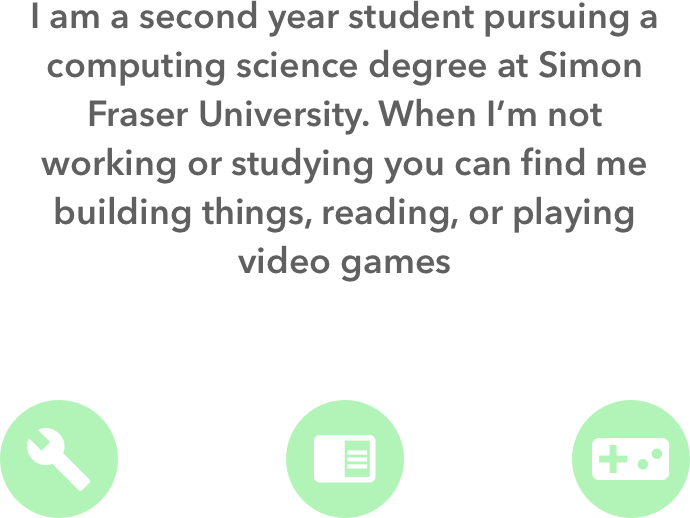 I am a second year student pursuing a
computing science degree at Simon
Fraser University. When I’m not
working or studying you can find me
building things, reading, or playing
video games